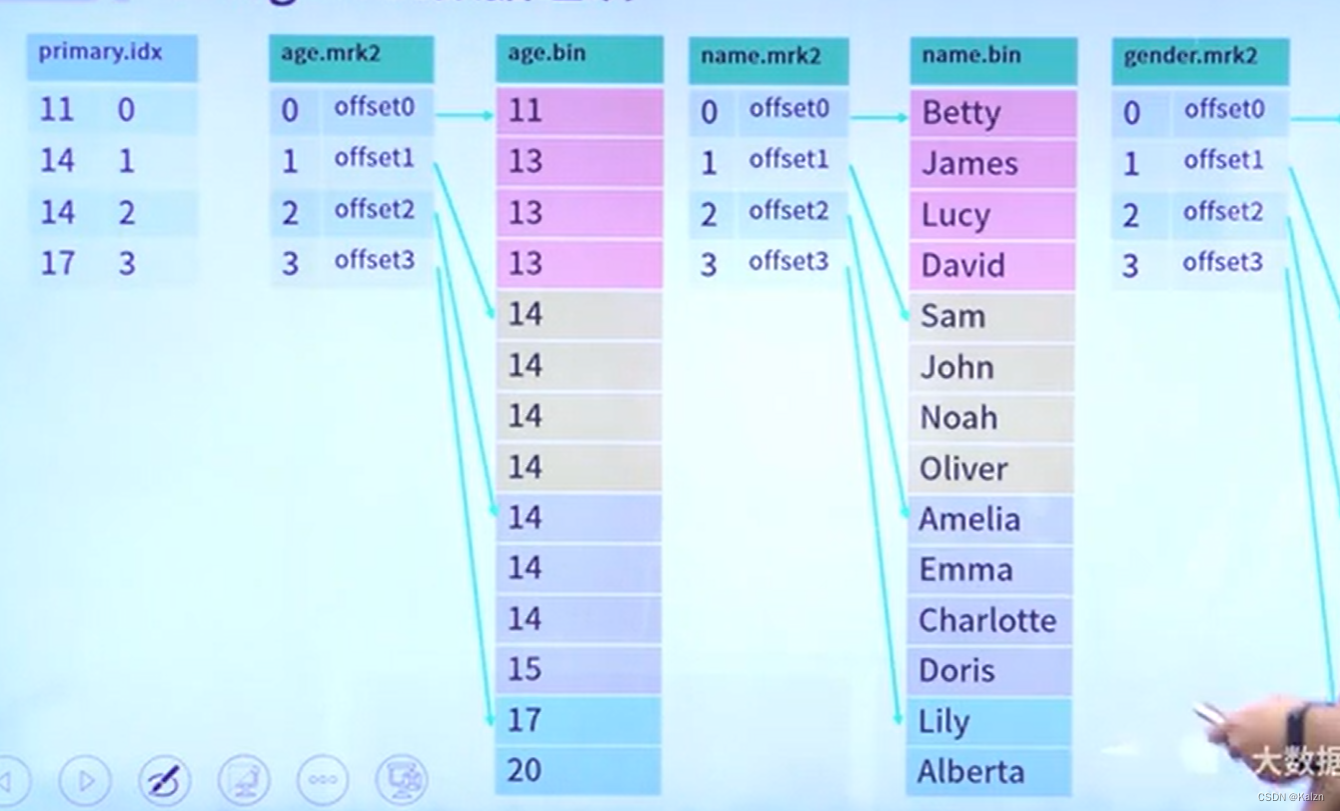 primary.idx age.mrk2 age.bin name.mrk2 name.bin gender.mrk2
11 0 0 offset0 11 0 offset0 Betty 0 offset0
14 1 1 offset1 13 1 offset1 James 1 offset1
14 2 2 offset2 13 2 offset2 Lucy 2 offset2
17 3 3 offset3 13 3 offset3 David 3 offset3
14 Sam
14 John
14 Noah
14 Oliver
14 Amelia
14 Emma
14 Charlotte
15 Doris
17 Lily
20 Alberta
大数据
CSDN @Kalzn